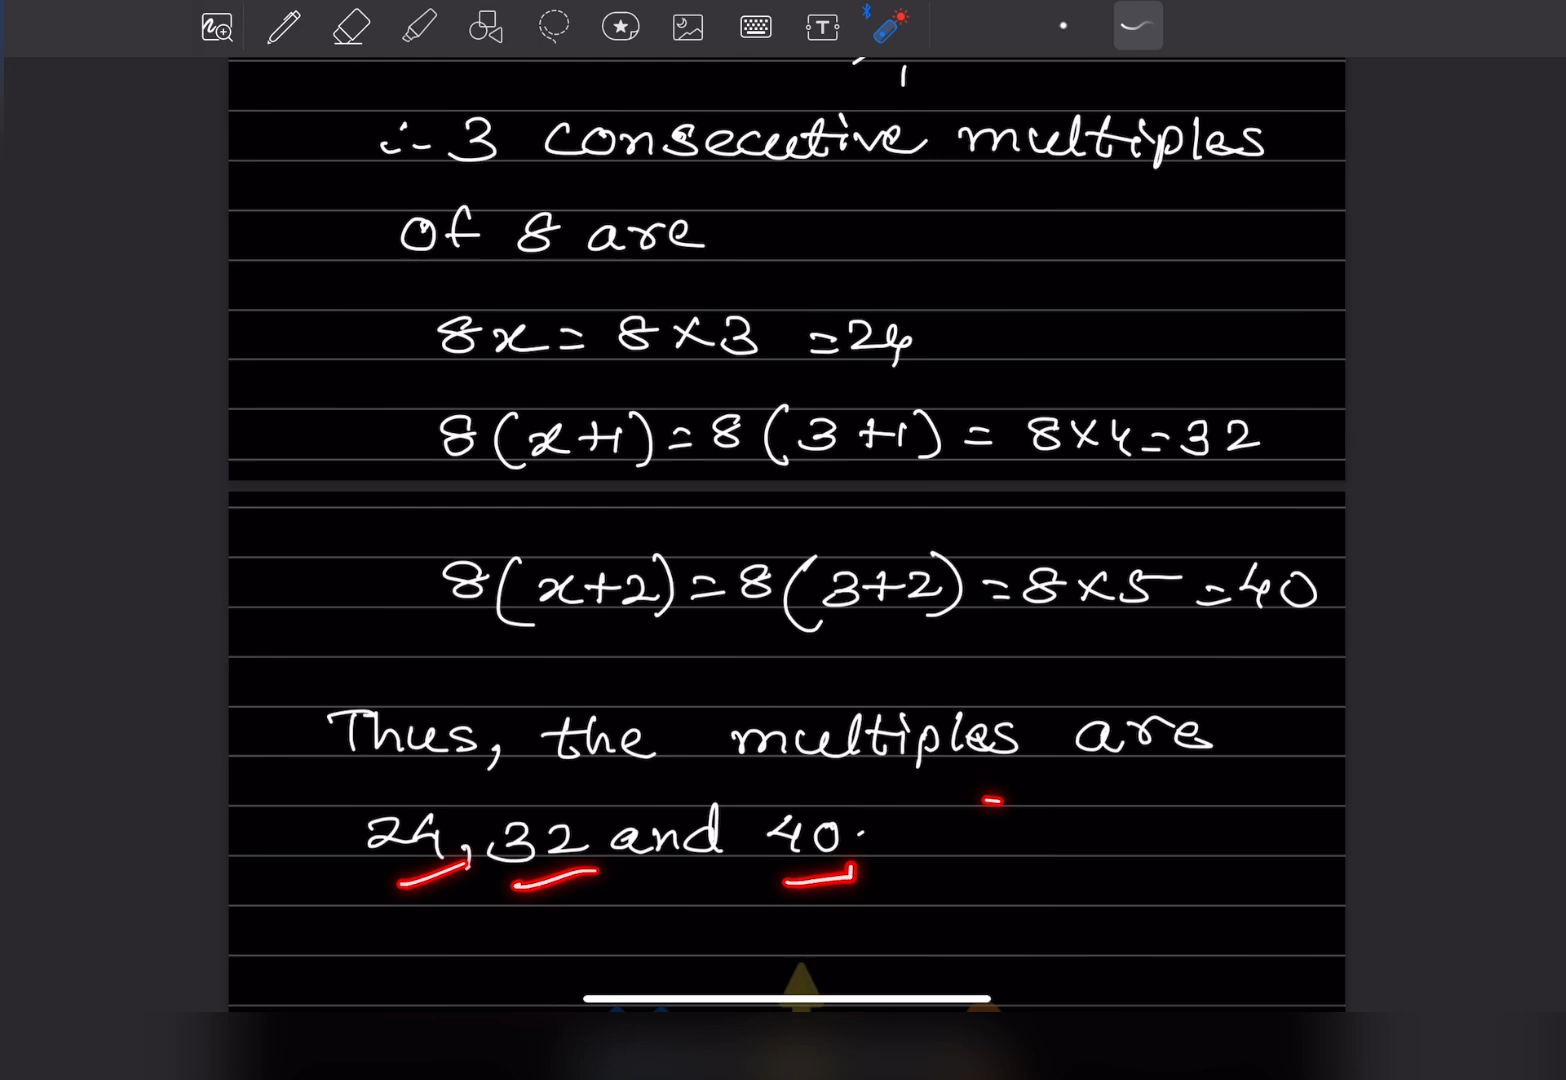 ∴ 3 consecutive multiples
of 8 are
8x = 8×3 = 24
8(x+1) = 8(3+1) = 8×4 = 32
8(x+2) = 8(3+2) = 8×5 = 40
Thus, the multiples are
24, 32 and 40.